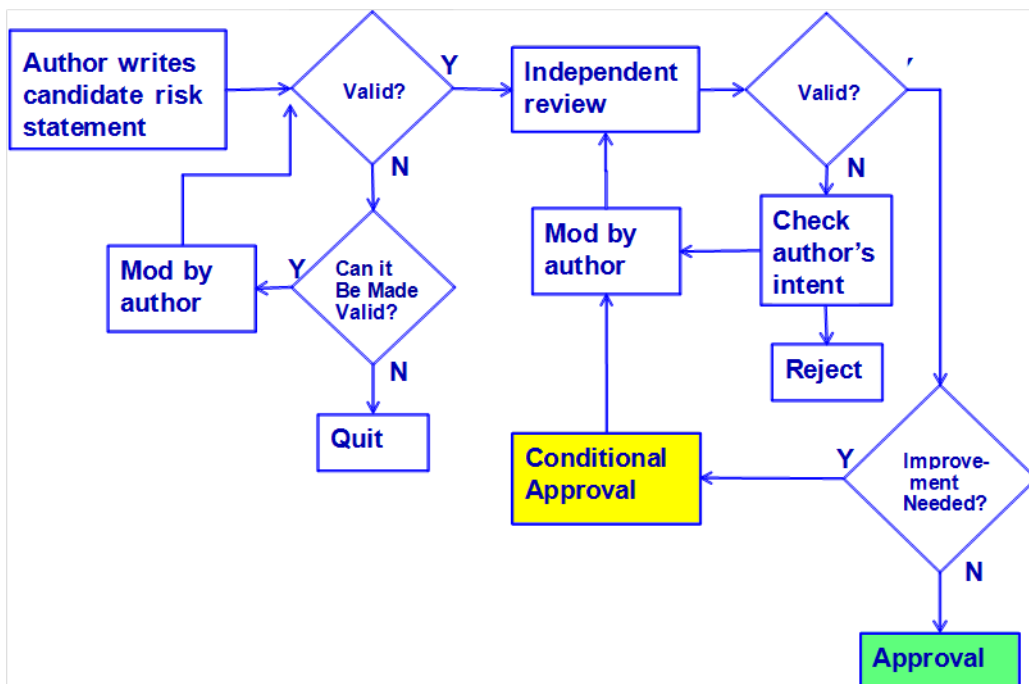 Author writes
candidate risk
statement
Valid?
Y
N
Independent
review
Valid?
N
Mod by
author
Y
Can it
Be Made
Valid?
N
Quit
Mod by
author
Check
author's
intent
Reject
Conditional
Approval
Y
Improve-
ment
Needed?
N
Approval